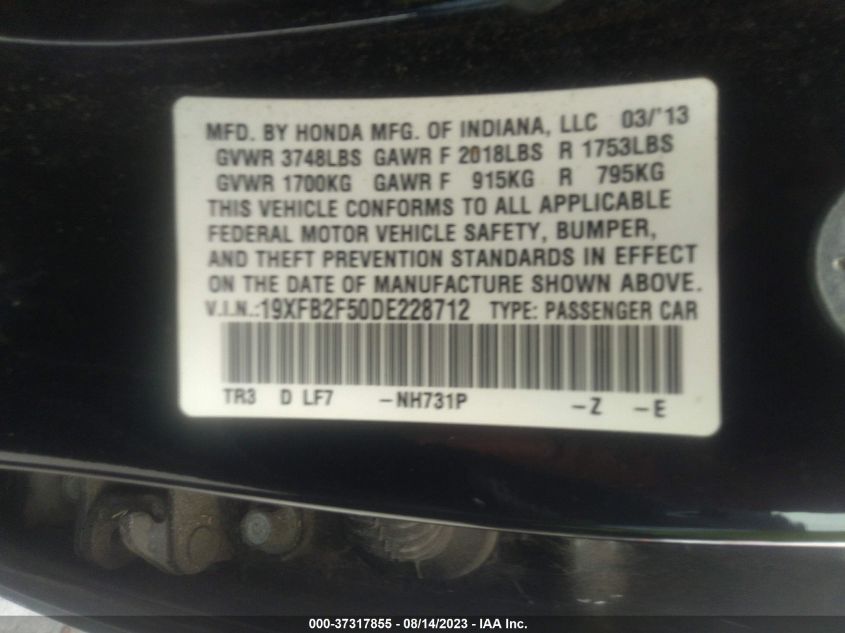 MFD. BY HONDA MFG. OF INDIANA, LLC 03/'13
GVWR 3748LBS GAWR F 2018LBS R 1753LBS
GVWR 1700KG GAWR F 915KG R 795KG
THIS VEHICLE CONFORMS TO ALL APPLICABLE
FEDERAL MOTOR VEHICLE SAFETY, BUMPER,
AND THEFT PREVENTION STANDARDS IN EFFECT
ON THE DATE OF MANUFACTURE SHOWN ABOVE.
V.I.N.:19XFB2F50DE228712 TYPE: PASSENGER CAR
TR3 D LF7 -NH731P -Z -E
000-37317855 - 08/14/2023 - IAA Inc.